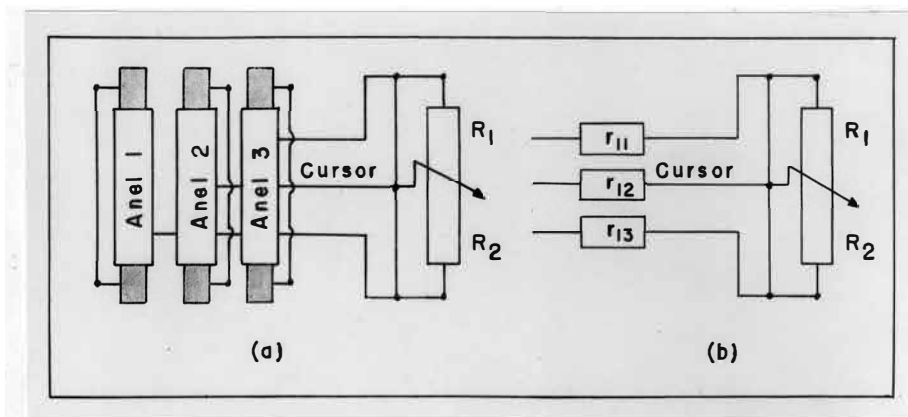 Anel 1
Anel 2
Anel 3
Cursor
R1
R2
(a)
r11
r12
r13
Cursor
R1
R2
(b)